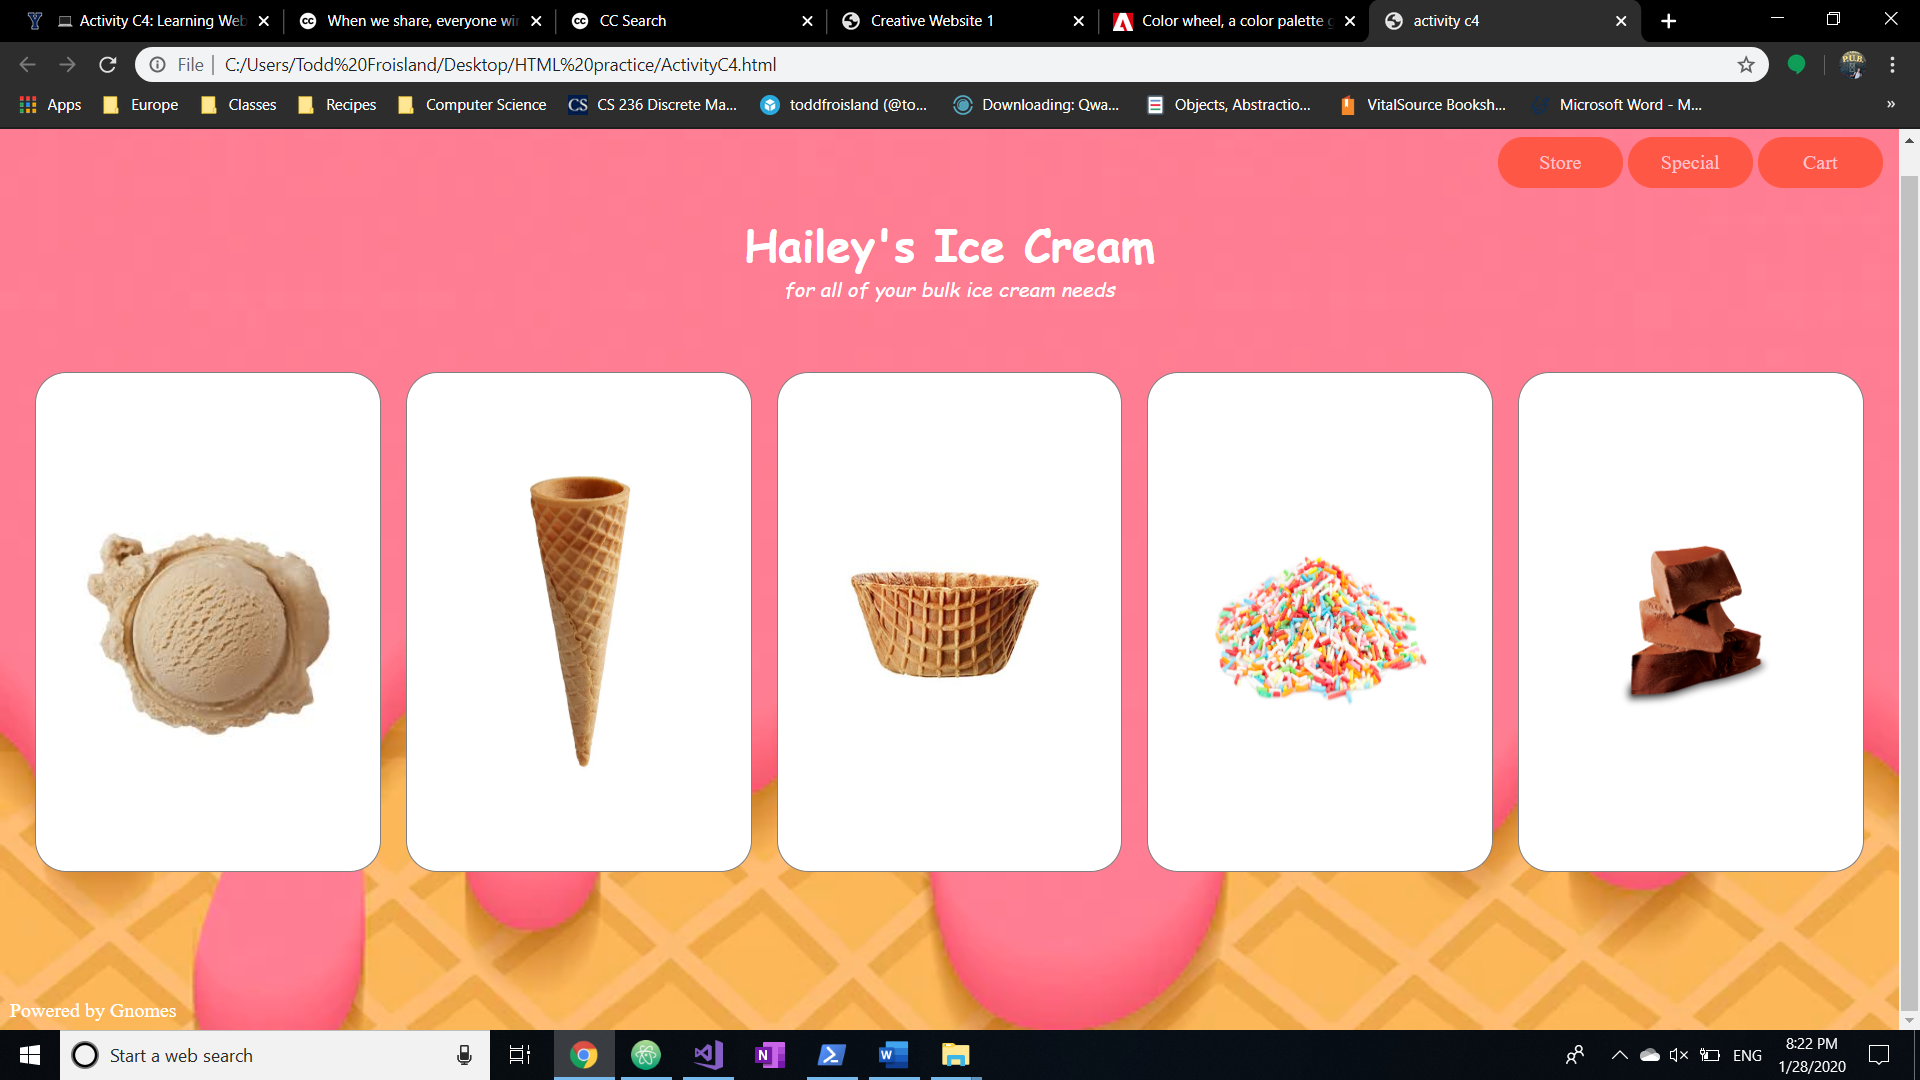 Activity C4: Learning Web
When we share, everyone wi
CC Search
Creative Website 1
Color wheel, a color palette g
activity c4
File | C:/Users/Todd%20Froisland/Desktop/HTML%20practice/ActivityC4.html
Apps Europe Classes Recipes Computer Science CS CS 236 Discrete Ma... toddfroisland (@to... Downloading: Qwa... Objects, Abstractio... VitalSource Booksh... Microsoft Word - M... »
Store Special Cart
Hailey's Ice Cream
for all of your bulk ice cream needs
Powered by Gnomes
Start a web search
ENG
8:22 PM
1/28/2020